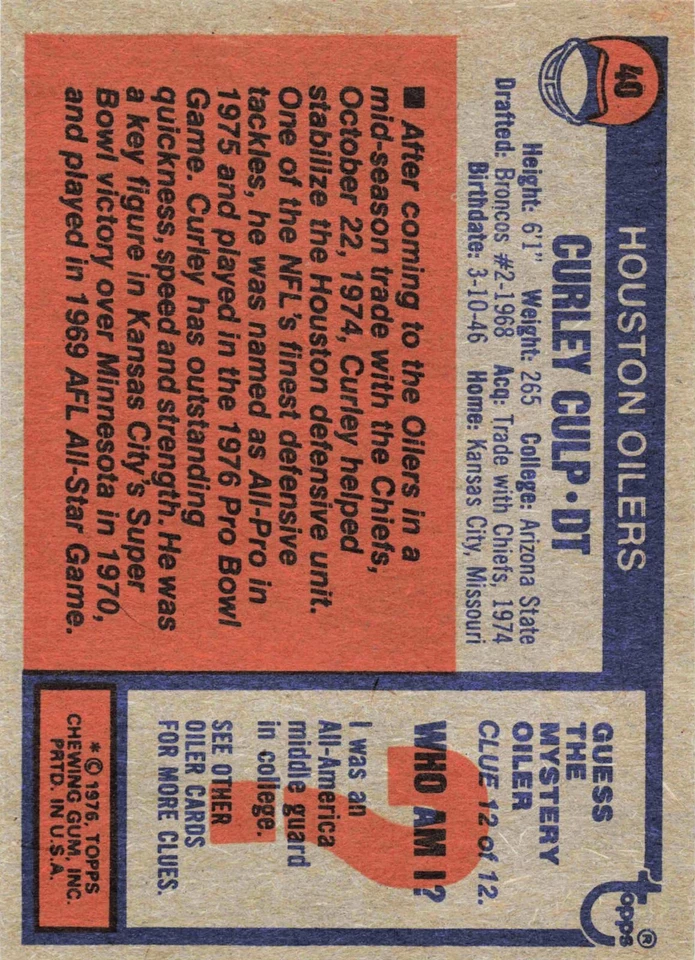 40
HOUSTON OILERS
CURLEY CULP•DT
Height: 6'1" Weight: 265 College: Arizona State
Drafted: Broncos #2-1968 Acq: Trade with Chiefs, 1974
Birthdate: 3-10-46 Home: Kansas City, Missouri
■ After coming to the Oilers in a
mid-season trade with the Chiefs,
October 22, 1974, Curley helped
stabilize the Houston defensive unit.
One of the NFL's finest defensive
tackles, he was named as All-Pro in
1975 and played in the 1976 Pro Bowl
Game. Curley has outstanding
quickness, speed and strength. He was
a key figure in Kansas City's Super
Bowl victory over Minnesota in 1970,
and played in 1969 AFL All-Star Game.
topps®
GUESS
THE
MYSTERY
OILER
CLUE 12 of 12.
WHO AM I?
?
I was an
All-America
middle guard
in college.
SEE OTHER
OILER CARDS
FOR MORE CLUES.
* © 1976, TOPPS
CHEWING GUM, INC.
PRTD. IN U.S.A.